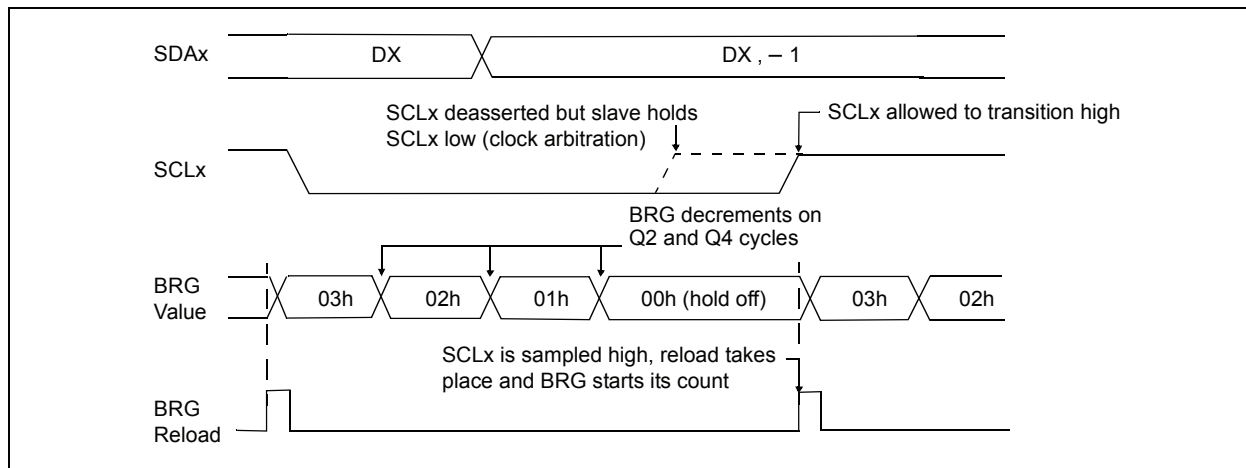 SDAx
DX
DX , – 1
SCLx deasserted but slave holds
SCLx low (clock arbitration)
SCLx allowed to transition high
SCLx
BRG decrements on
Q2 and Q4 cycles
BRG
Value
03h
02h
01h
00h (hold off)
03h
02h
SCLx is sampled high, reload takes
place and BRG starts its count
BRG
Reload